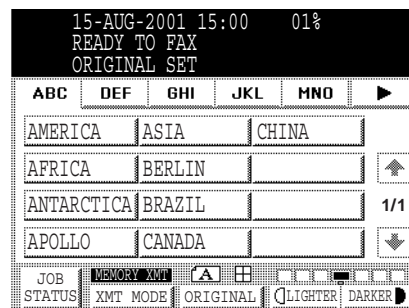 15-AUG-2001 15:00 01%
READY TO FAX
ORIGINAL SET
ABC DEF GHI JKL MNO
AMERICA ASIA CHINA
AFRICA BERLIN
ANTARCTICA BRAZIL 1/1
APOLLO CANADA
JOB STATUS
MEMORY XMT A
XMT MODE ORIGINAL LIGHTER DARKER